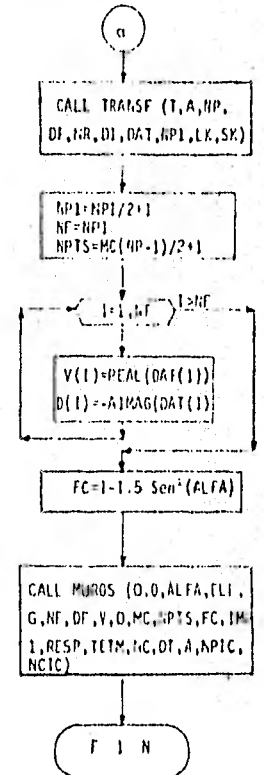 a
CALL TRANSF (T,A,NP,
DF,NR,DI,DAT,NP1,LK,SK)
NP1=NP1/2+1
NF=NP1
NPTS=MC(NP-1)/2+1
I=1,NF
I>NF
V(I)=REAL(DAT(I))
D(I)=-AIMAG(DAT(I)
FC=1-1.5 Sen²(ALFA)
CALL MUROS (O,O,ALFA,ELF,
G,NF,DF,V,D,MC,NPTS,FC,IM-
1,RESP,TETM,NC,DT,A,NPIC,
NCIC)
F I N